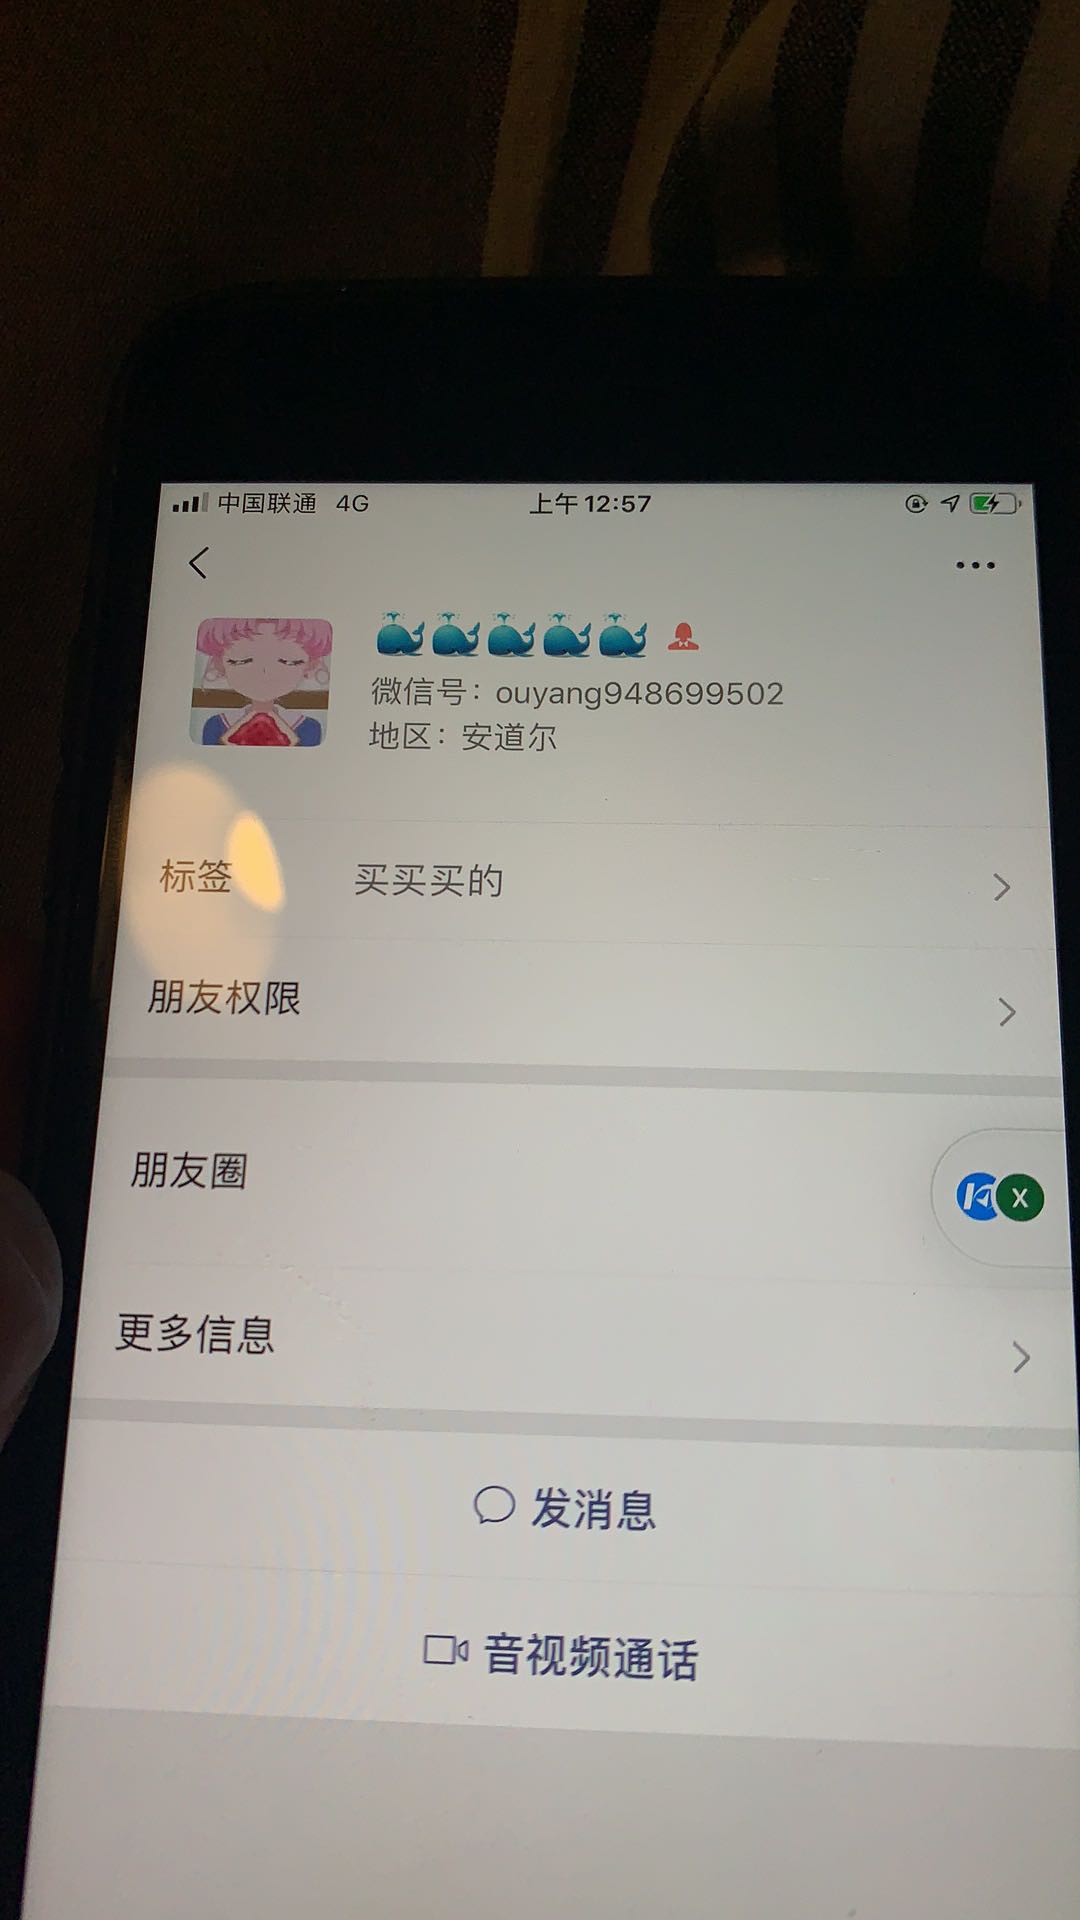 中国联通 4G 上午12:57
🐳🐳🐳🐳🐳
微信号：ouyang948699502
地区：安道尔
标签 买买买的
朋友权限
朋友圈
X
更多信息
发消息
音视频通话